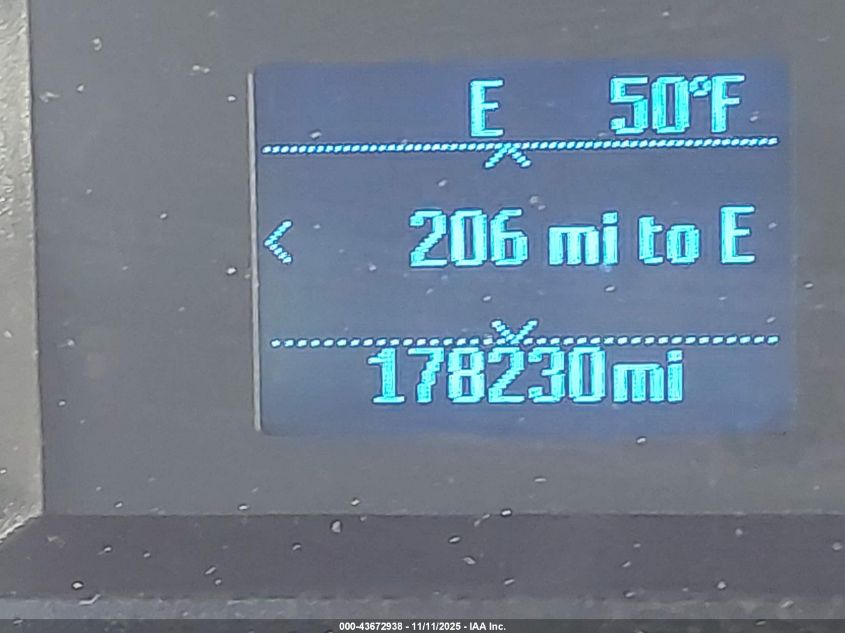 E 50°F
206 mi to E
178230mi
000-43672938 - 11/11/2025 - IAA Inc.